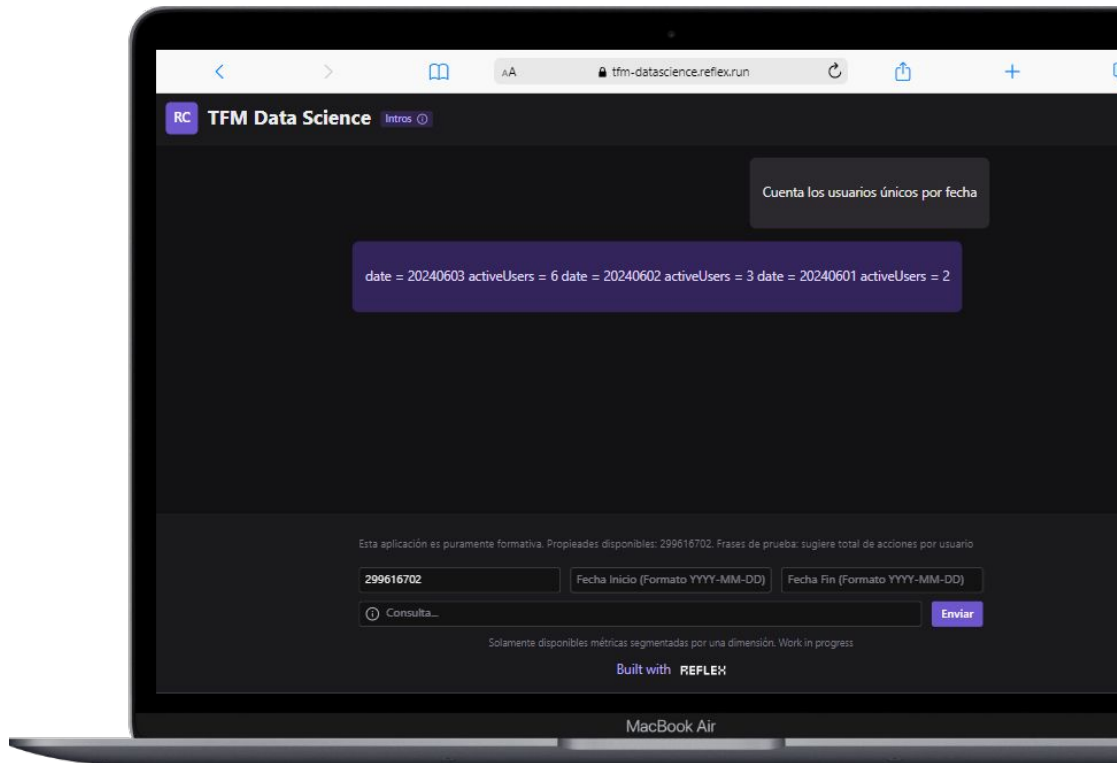 AA
tfm-datascience.reflex.run
RC
TFM Data Science
Intros
Cuenta los usuarios únicos por fecha
date = 20240603 activeUsers = 6 date = 20240602 activeUsers = 3 date = 20240601 activeUsers = 2
Esta aplicación es puramente formativa. Propieades disponibles: 299616702. Frases de prueba: sugiere total de acciones por usuario
299616702
Fecha Inicio (Formato YYYY-MM-DD)
Fecha Fin (Formato YYYY-MM-DD)
Consulta...
Enviar
Solamente disponibles métricas segmentadas por una dimensión. Work in progress
Built with REFLEX
MacBook Air